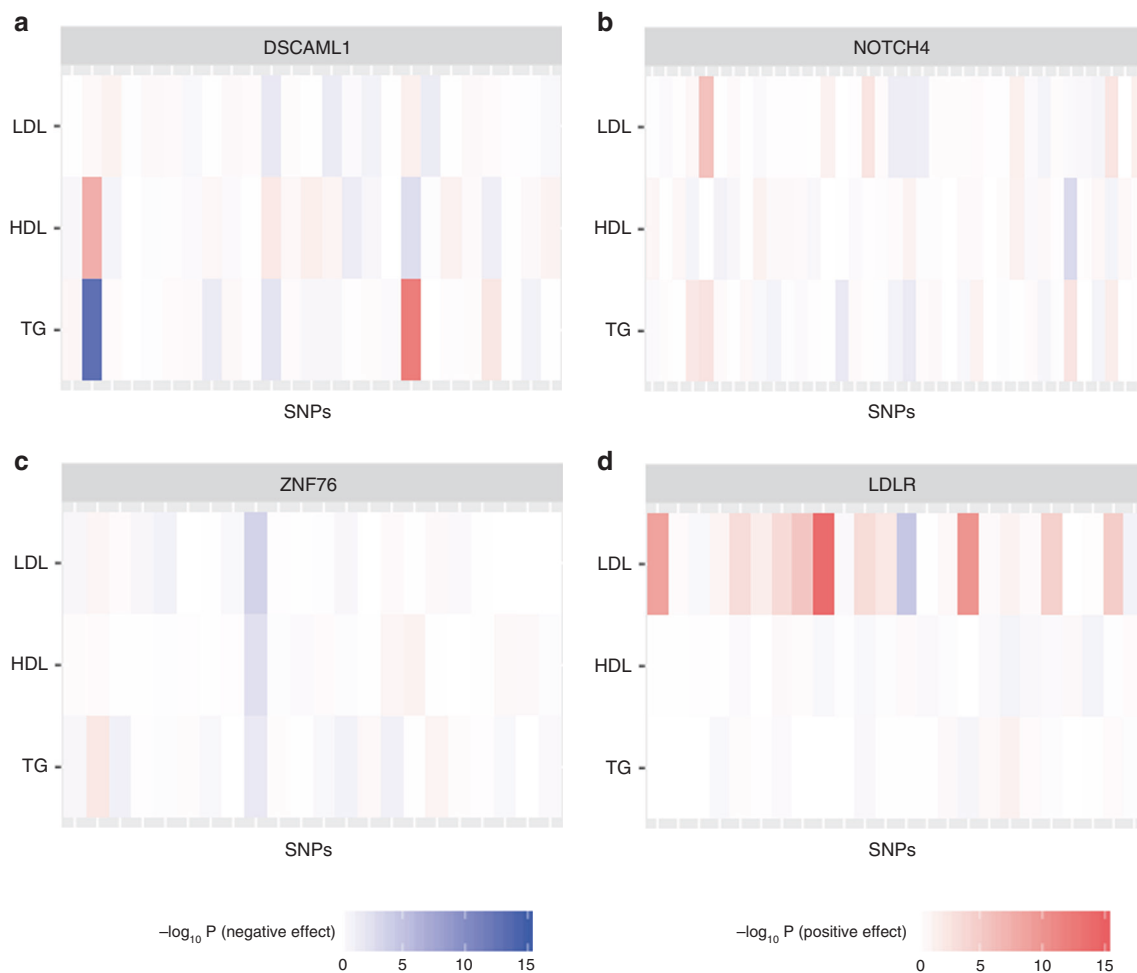 a
DSCAML1
LDL
HDL
TG
SNPs
b
NOTCH4
LDL
HDL
TG
SNPs
c
ZNF76
LDL
HDL
TG
SNPs
d
LDLR
LDL
HDL
TG
SNPs
–log10 P (negative effect)
0 5 10 15
–log10 P (positive effect)
0 5 10 15